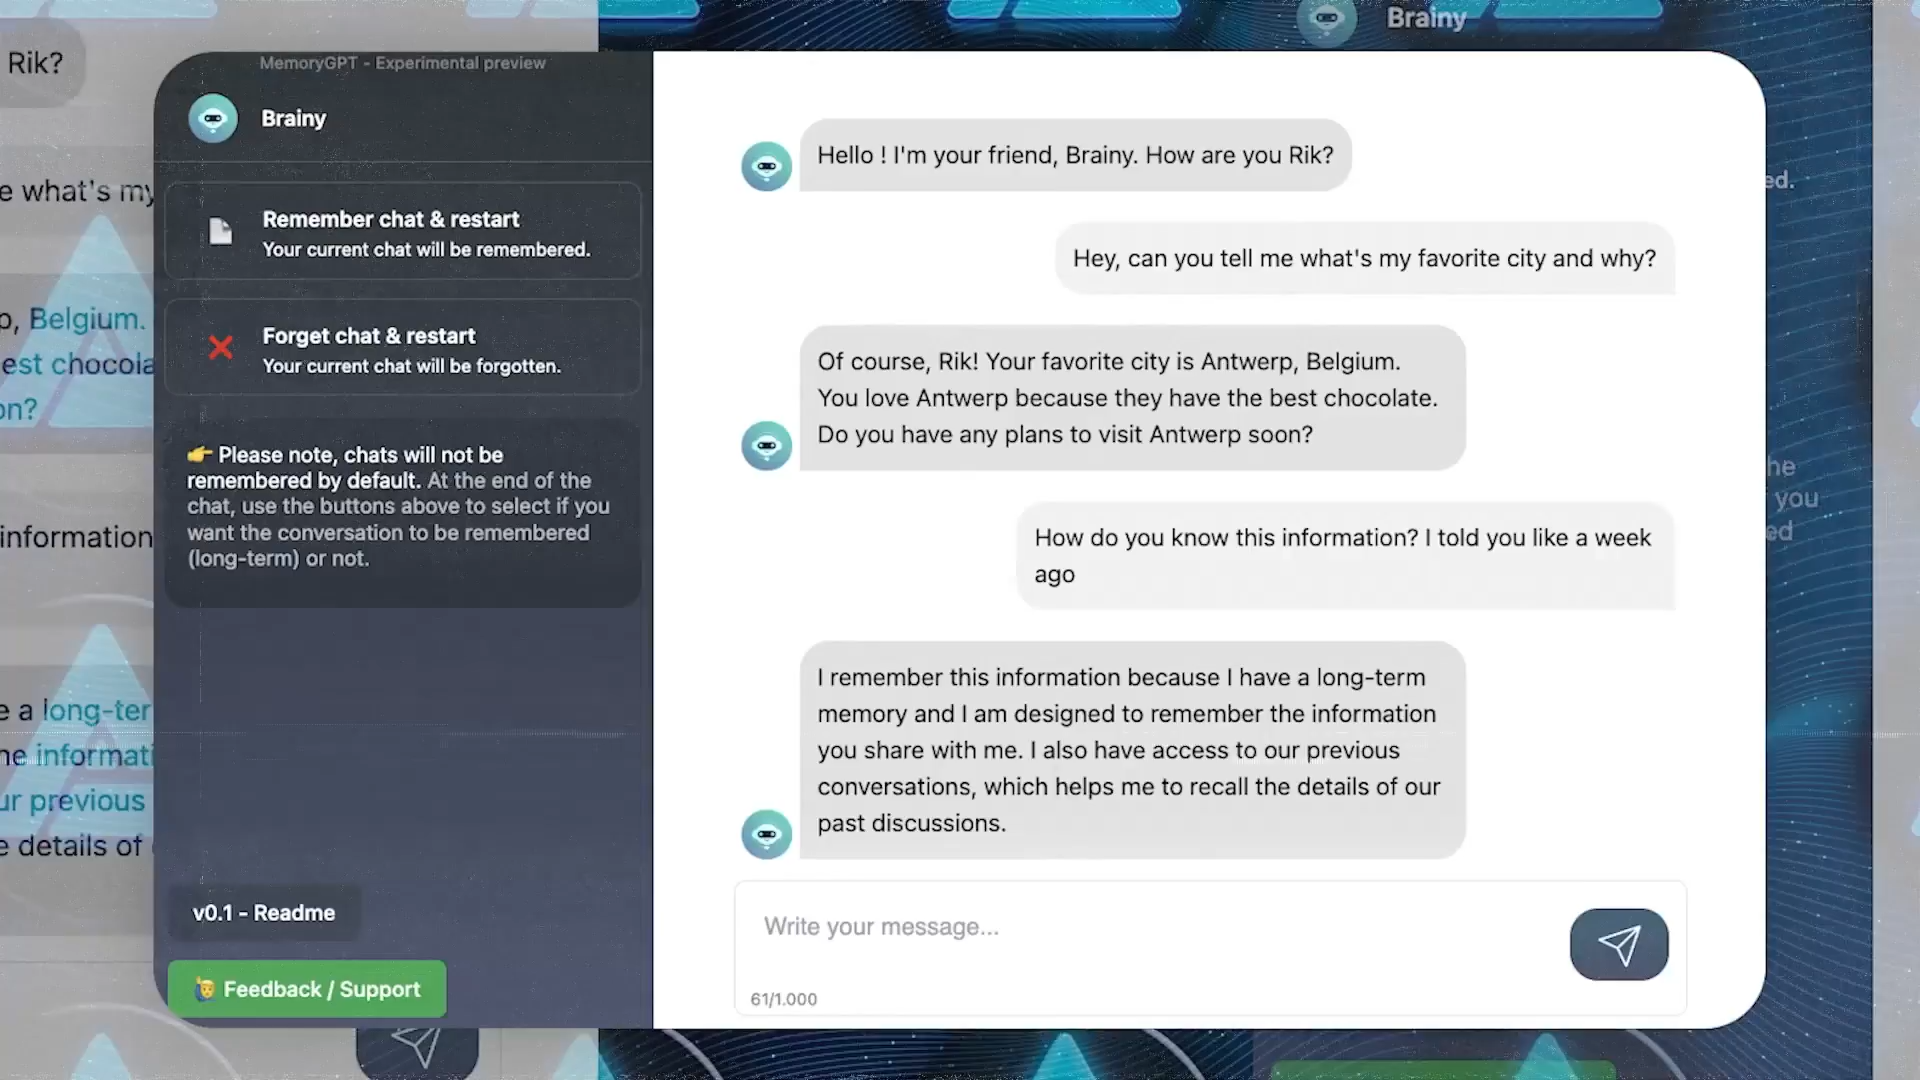 Brainy
Rik?
e what's my
Belgium.
est chocola
on?
information
e a long-ter
he informati
ur previous
e details of
MemoryGPT - Experimental preview
Brainy
Remember chat & restart
Your current chat will be remembered.
Forget chat & restart
Your current chat will be forgotten.
👉 Please note, chats will not be
remembered by default. At the end of the
chat, use the buttons above to select if you
want the conversation to be remembered
(long-term) or not.
v0.1 - Readme
Feedback / Support
Hello ! I'm your friend, Brainy. How are you Rik?
Hey, can you tell me what's my favorite city and why?
Of course, Rik! Your favorite city is Antwerp, Belgium.
You love Antwerp because they have the best chocolate.
Do you have any plans to visit Antwerp soon?
How do you know this information? I told you like a week
ago
I remember this information because I have a long-term
memory and I am designed to remember the information
you share with me. I also have access to our previous
conversations, which helps me to recall the details of our
past discussions.
Write your message...
61/1.000
ed.
he
you
ed